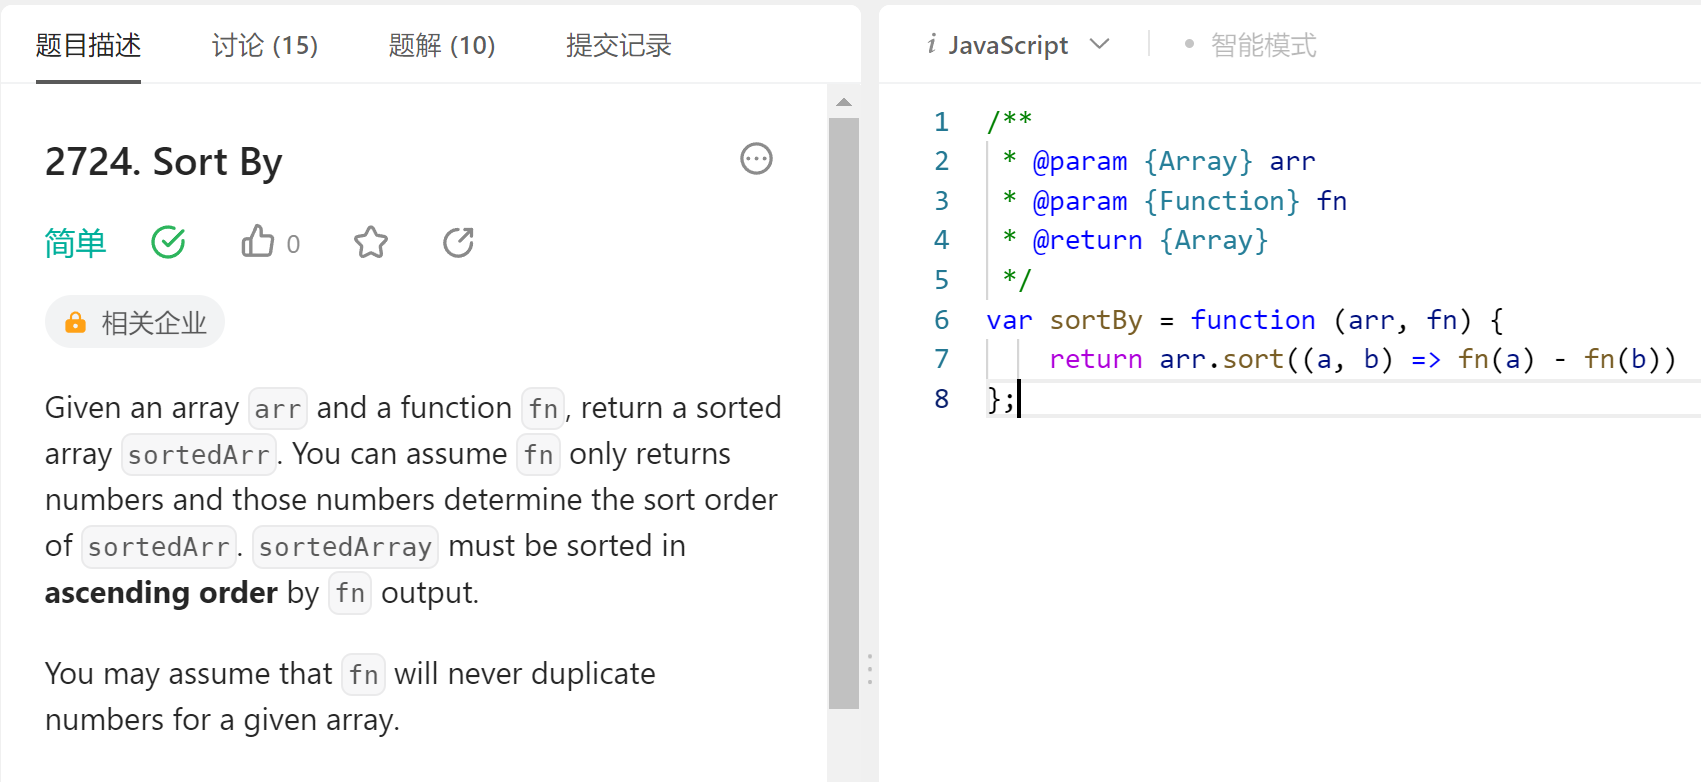 题目描述 讨论 (15) 题解 (10) 提交记录
2724. Sort By
简单 0
相关企业
Given an array arr and a function fn, return a sorted
array sortedArr. You can assume fn only returns
numbers and those numbers determine the sort order
of sortedArr. sortedArray must be sorted in
ascending order by fn output.
You may assume that fn will never duplicate
numbers for a given array.
i JavaScript 智能模式
1 /**
2  * @param {Array} arr
3  * @param {Function} fn
4  * @return {Array}
5  */
6 var sortBy = function (arr, fn) {
7     return arr.sort((a, b) => fn(a) - fn(b))
8 };